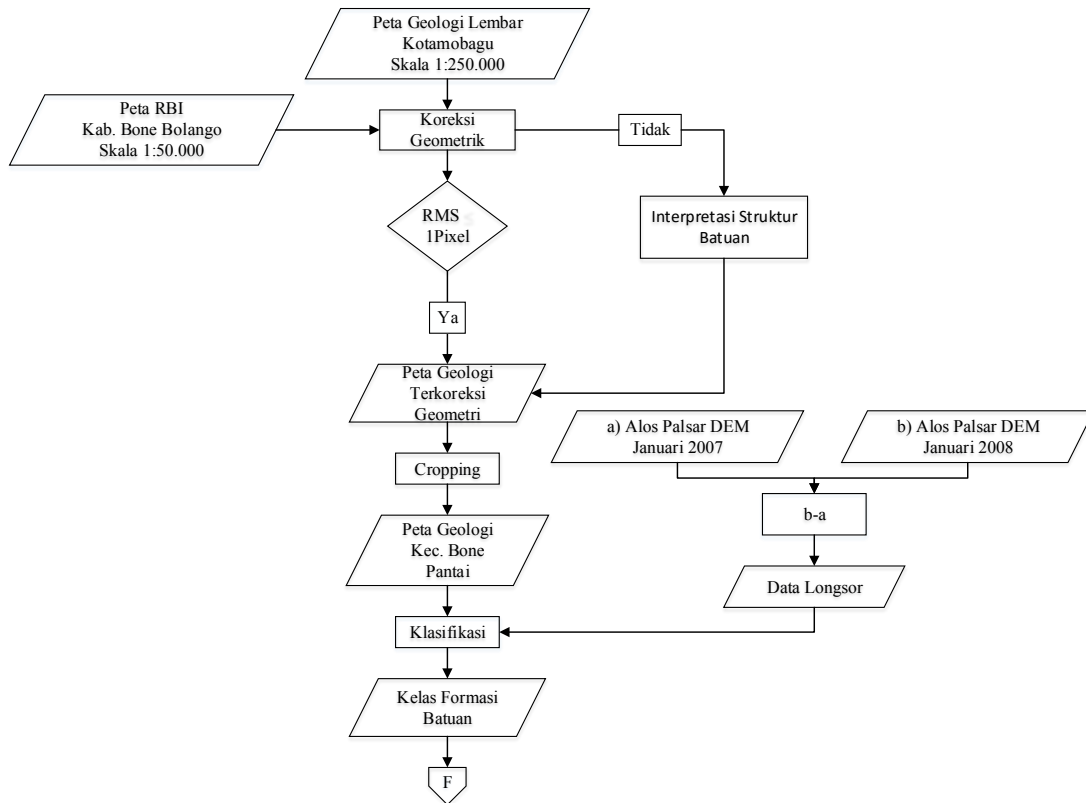 Peta Geologi Lembar
Kotamobagu
Skala 1:250.000
Peta RBI
Kab. Bone Bolango
Skala 1:50.000
Koreksi
Geometrik
Tidak
RMS ≤
1Pixel
Interpretasi Struktur
Batuan
Ya
Peta Geologi
Terkoreksi
Geometri
a) Alos Palsar DEM
Januari 2007
b) Alos Palsar DEM
Januari 2008
Cropping
b-a
Peta Geologi
Kec. Bone
Pantai
Data Longsor
Klasifikasi
Kelas Formasi
Batuan
F